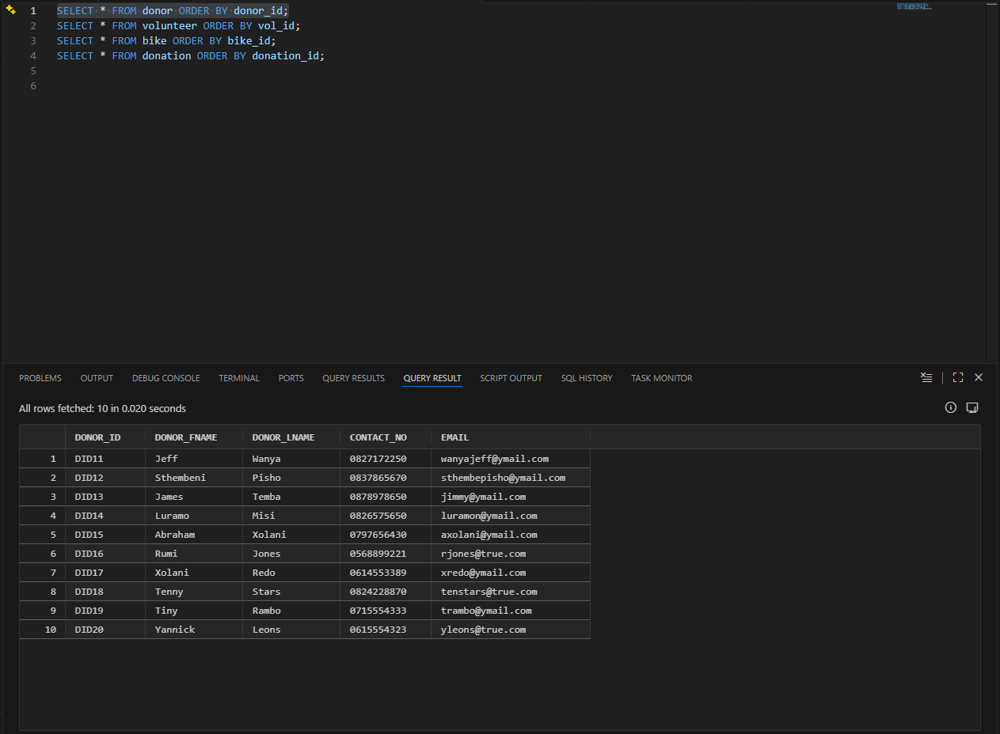 1 SELECT * FROM donor ORDER BY donor_id;
2 SELECT * FROM volunteer ORDER BY vol_id;
3 SELECT * FROM bike ORDER BY bike_id;
4 SELECT * FROM donation ORDER BY donation_id;
5
6
PROBLEMS OUTPUT DEBUG CONSOLE TERMINAL PORTS QUERY RESULTS QUERY RESULT SCRIPT OUTPUT SQL HISTORY TASK MONITOR
All rows fetched: 10 in 0.020 seconds
DONOR_ID DONOR_FNAME DONOR_LNAME CONTACT_NO EMAIL
1 DID11 Jeff Wanya 0827172250 wanyajeff@ymail.com
2 DID12 Sthembeni Pisho 0837865670 sthembepisho@ymail.com
3 DID13 James Temba 0878978650 jimmy@ymail.com
4 DID14 Luramo Misi 0826575650 luramon@ymail.com
5 DID15 Abraham Xolani 0797656430 axolani@ymail.com
6 DID16 Rumi Jones 0568899221 rjones@true.com
7 DID17 Xolani Redo 0614553389 xredo@ymail.com
8 DID18 Tenny Stars 0824228870 tenstars@true.com
9 DID19 Tiny Rambo 0715554333 trambo@ymail.com
10 DID20 Yannick Leons 0615554323 yleons@true.com